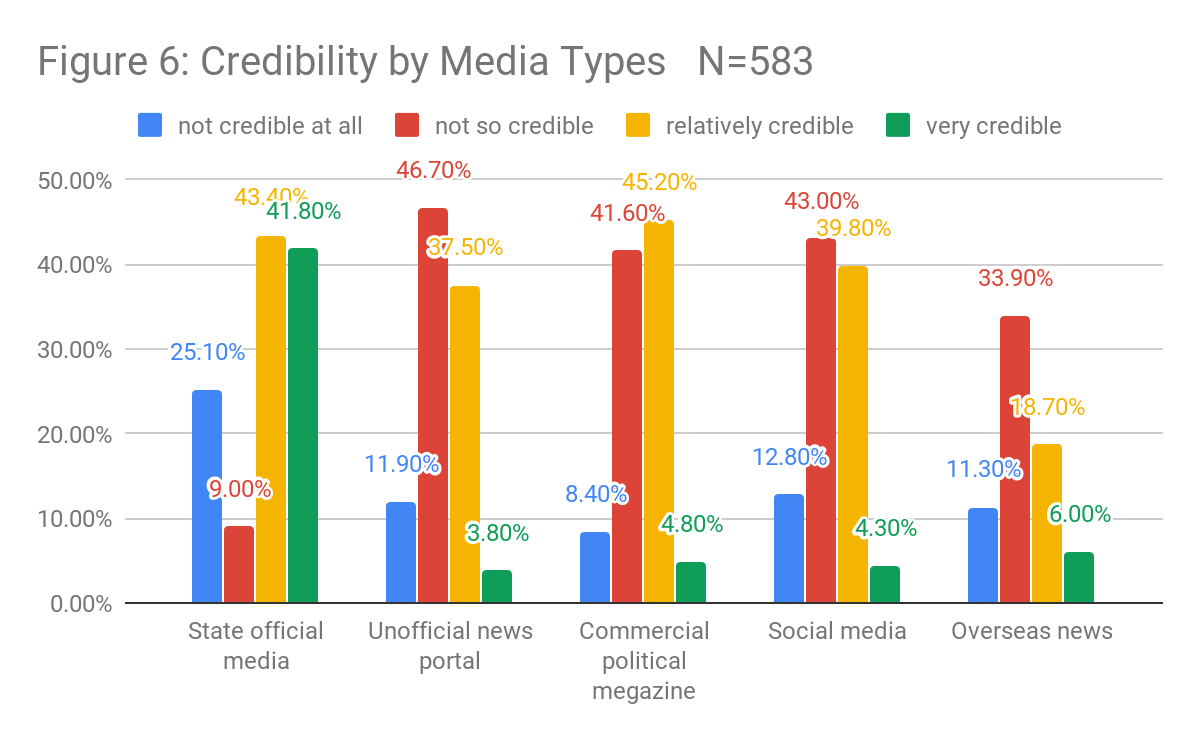 Figure 6: Credibility by Media Types N=583
not credible at all not so credible relatively credible very credible
50.00%
40.00%
30.00%
20.00%
10.00%
0.00%
25.10%
9.00%
43.40%
41.80%
11.90%
46.70%
37.50%
3.80%
8.40%
41.60%
45.20%
4.80%
12.80%
43.00%
39.80%
4.30%
11.30%
33.90%
18.70%
6.00%
State official
media
Unofficial news
portal
Commercial
political
megazine
Social media
Overseas news